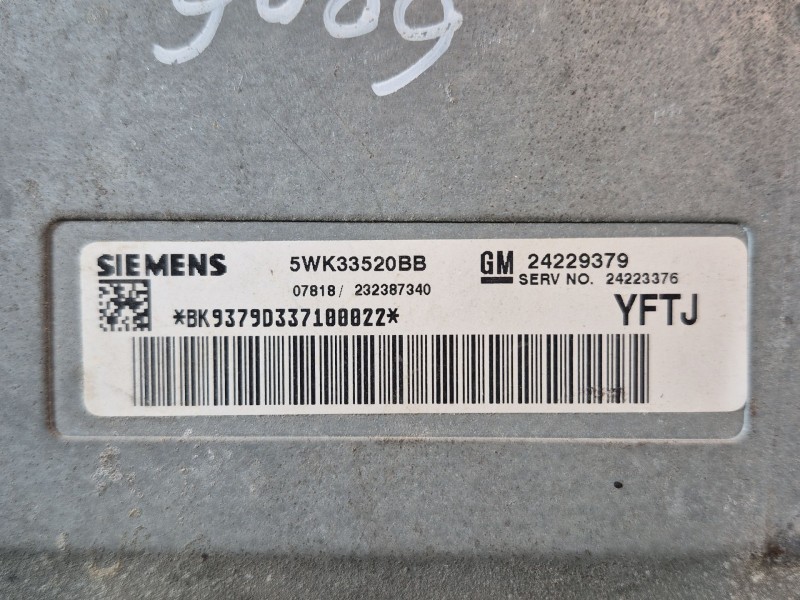 SIEMENS 5WK33520BB GM 24229379
07818/ 232387340 SERV NO. 24223376
*BK9379D337100022* YFTJ